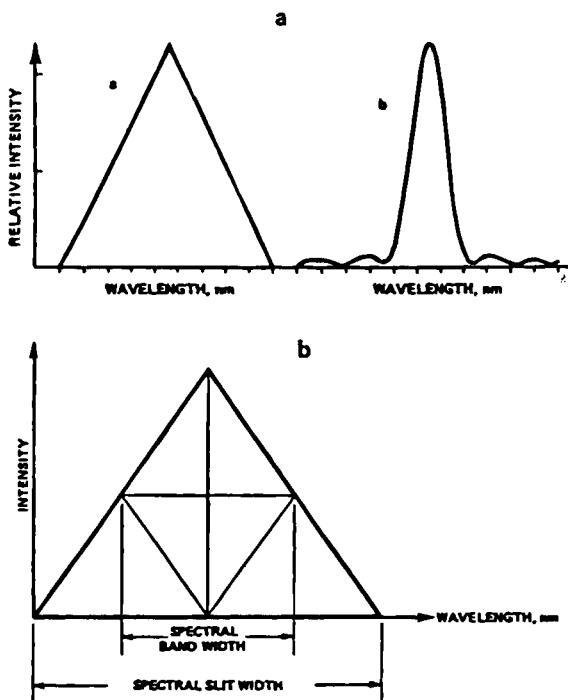 a
a
b
RELATIVE INTENSITY
WAVELENGTH, nm
WAVELENGTH, nm
b
INTENSITY
WAVELENGTH, nm
SPECTRAL
BAND WIDTH
SPECTRAL SLIT WIDTH